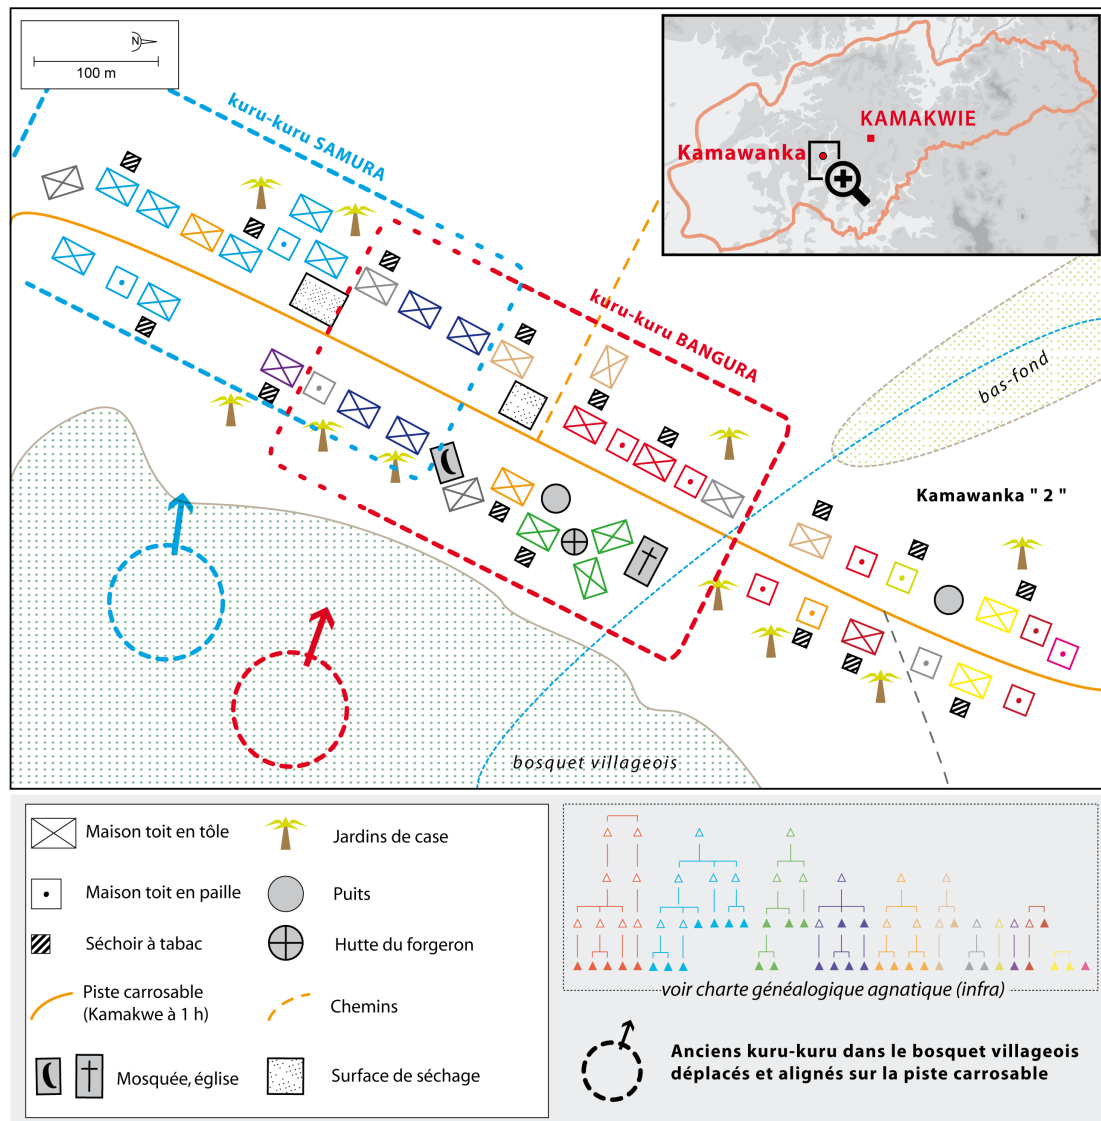 N
100 m
kuru-kuru SAMURA
KAMAKWIE
Kamawanka
kuru-kuru BANGURA
bas-fond
Kamawanka " 2 "
bosquet villageois
Maison toit en tôle
Jardins de case
Maison toit en paille
Puits
Séchoir à tabac
Hutte du forgeron
Piste carrosable
(Kamakwe à 1 h)
Chemins
Mosquée, église
Surface de séchage
voir charte généalogique agnatique (infra)
Anciens kuru-kuru dans le bosquet villageois
déplacés et alignés sur la piste carrosable